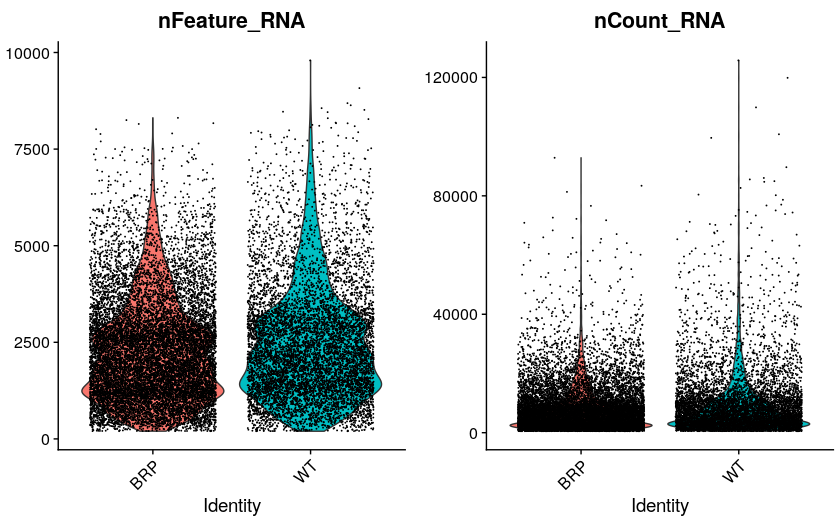 nFeature_RNA
10000
7500
5000
2500
0
BRP
WT
Identity
nCount_RNA
120000
80000
40000
0
BRP
WT
Identity